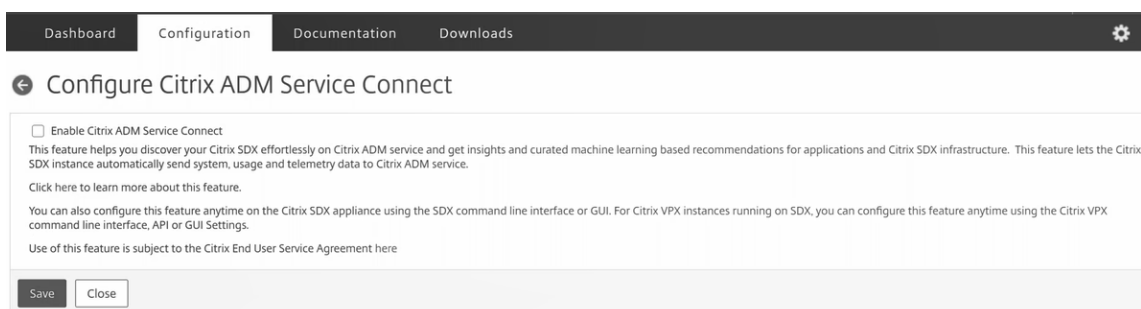 Dashboard Configuration Documentation Downloads
Configure Citrix ADM Service Connect
Enable Citrix ADM Service Connect
This feature helps you discover your Citrix SDX effortlessly on Citrix ADM service and get insights and curated machine learning based recommendations for applications and Citrix SDX infrastructure. This feature lets the Citrix
SDX instance automatically send system, usage and telemetry data to Citrix ADM service.
Click here to learn more about this feature.
You can also configure this feature anytime on the Citrix SDX appliance using the SDX command line interface or GUI. For Citrix VPX instances running on SDX, you can configure this feature anytime using the Citrix VPX
command line interface, API or GUI Settings.
Use of this feature is subject to the Citrix End User Service Agreement here
Save Close